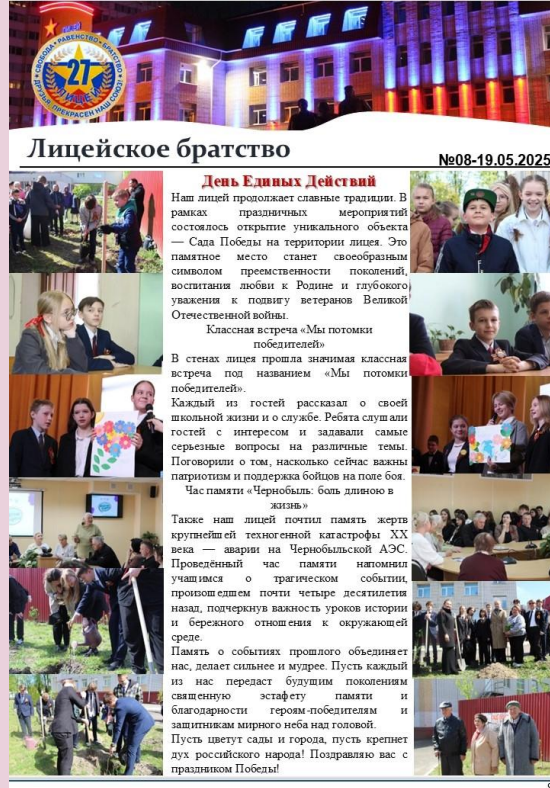 СВОБОДА • РАВЕНСТВО • БРАТСТВО
27
ЛИЦЕЙ
ДРУЗЬЯ, ПРЕКРАСЕН НАШ СОЮЗ!
Лицейское братство
№08-19.05.2025
День Единых Действий
Наш лицей продолжает славные традиции. В
рамках праздничных мероприятий
состоялось открытие уникального объекта
— Сада Победы на территории лицея. Это
памятное место станет своеобразным
символом преемственности поколений,
воспитания любви к Родине и глубокого
уважения к подвигу ветеранов Великой
Отечественной войны.
Классная встреча «Мы потомки
победителей»
В стенах лицея прошла значимая классная
встреча под названием «Мы потомки
победителей».
Каждый из гостей рассказал о своей
школьной жизни и о службе. Ребята слушали
гостей с интересом и задавали самые
серьезные вопросы на различные темы.
Поговорили о том, насколько сейчас важны
патриотизм и поддержка бойцов на поле боя.
Час памяти «Чернобыль: боль длиною в
жизнь»
Также наш лицей почтил память жертв
крупнейшей техногенной катастрофы XX
века — аварии на Чернобыльской АЭС.
Проведённый час памяти напомнил
учащимся о трагическом событии,
произошедшем почти четыре десятилетия
назад, подчеркнув важность уроков истории
и бережного отношения к окружающей
среде.
Память о событиях прошлого объединяет
нас, делает сильнее и мудрее. Пусть каждый
из нас передаст будущим поколениям
священную эстафету памяти и
благодарности героям-победителям и
защитникам мирного неба над головой.
Пусть цветут сады и города, пусть крепнет
дух российского народа! Поздравляю вас с
праздником Победы!